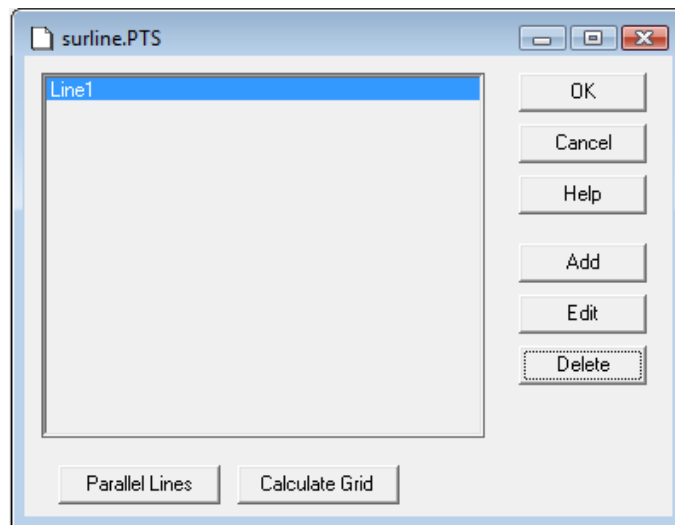 surline.PTS
Line1
OK
Cancel
Help
Add
Edit
Delete
Parallel Lines
Calculate Grid